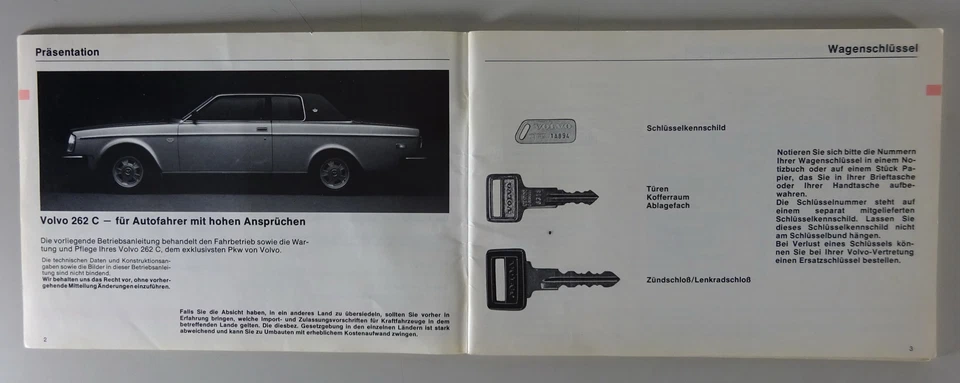 Präsentation
Volvo 262 C – für Autofahrer mit hohen Ansprüchen
Die vorliegende Betriebsanleitung behandelt den Fahrbetrieb sowie die War-
tung und Pflege Ihres Volvo 262 C, dem exklusivsten Pkw von Volvo.
Die technischen Daten und Konstruktionsan-
gaben sowie die Bilder in dieser Betriebsanlei-
tung sind nicht bindend.
Wir behalten uns das Recht vor, ohne vorher-
gehende Mitteilung Änderungen einzuführen.
Falls Sie die Absicht haben, in ein anderes Land zu übersiedeln, sollten Sie vorher in
Erfahrung bringen, welche Import- und Zulassungsvorschriften für Kraftfahrzeuge in dem
betreffenden Lande gelten. Die diesbez. Gesetzgebung in den einzelnen Ländern ist stark
abweichend und kann Sie zu Umbauten mit erheblichem Kostenaufwand zwingen.
2
Wagenschlüssel
VOLVO
16894
Schlüsselkennschild
VOLVO
Türen
Kofferraum
Ablagefach
VOLVO
Zündschloß/Lenkradschloß
Notieren Sie sich bitte die Nummern
Ihrer Wagenschlüssel in einem No-
tizbuch oder auf einem Stück Pa-
pier, das Sie in Ihrer Brieftasche
oder Ihrer Handtasche aufbe-
wahren.
Die Schlüsselnummer steht auf
einem separat mitgelieferten
Schlüsselkennschild. Lassen Sie
dieses Schlüsselkennschild nicht
am Schlüsselbund hängen.
Bei Verlust eines Schlüssels kön-
nen Sie bei Ihrer Volvo-Vertretung
einen Ersatzschlüssel bestellen.
3